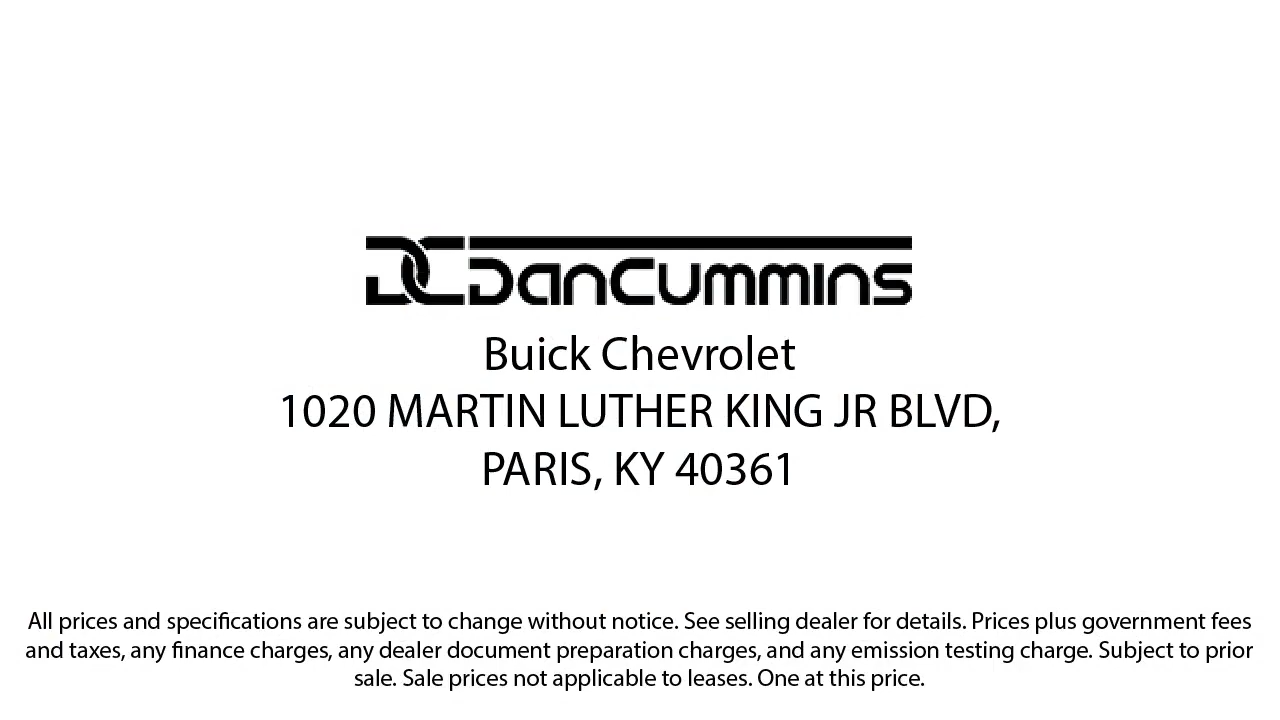 DC DanCummins
Buick Chevrolet
1020 MARTIN LUTHER KING JR BLVD,
PARIS, KY 40361
All prices and specifications are subject to change without notice. See selling dealer for details. Prices plus government fees
and taxes, any finance charges, any dealer document preparation charges, and any emission testing charge. Subject to prior
sale. Sale prices not applicable to leases. One at this price.